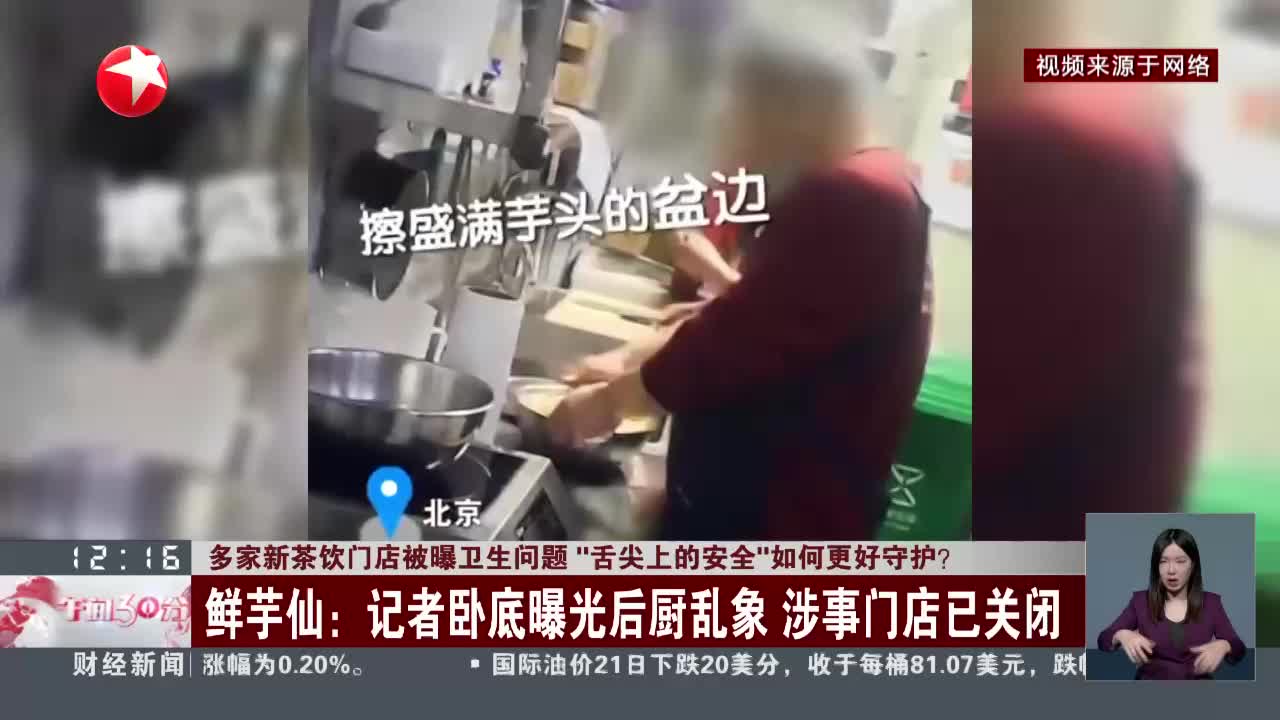 视频来源于网络
擦盛满芋头的盆边
北京
12:16
多家新茶饮门店被曝卫生问题 "舌尖上的安全"如何更好守护?
午间30分
鲜芋仙：记者卧底曝光后厨乱象 涉事门店已关闭
财经新闻
涨幅为0.20%。 ▪ 国际油价21日下跌20美分，收于每桶81.07美元，跌